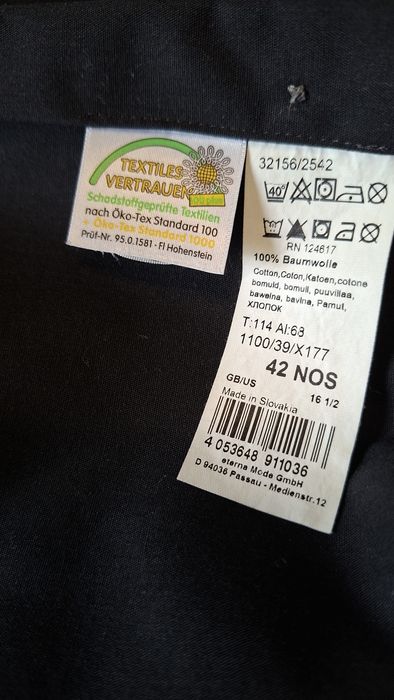 TEXTILES
VERTRAUEN
plus
Schadstoffgeprüfte Textilien
nach Öko-Tex Standard 100
+ Öko-Tex Standard 1000
Prüf-Nr. 95.0.1581 · FI Hohenstein
32156/2542
40°
RN 124617
100% Baumwolle
Cotton,Coton,Katoen,cotone
bomuld, bomull, puuvillaa,
bawelna, bavlna, Pamut,
ХЛОПОК
T:114 Al:68
1100/39/X177
42 NOS
GB/US 16 1/2
Made in Slovakia
4 053648 911036
eterna Mode GmbH
D 94036 Passau - Medienstr.12